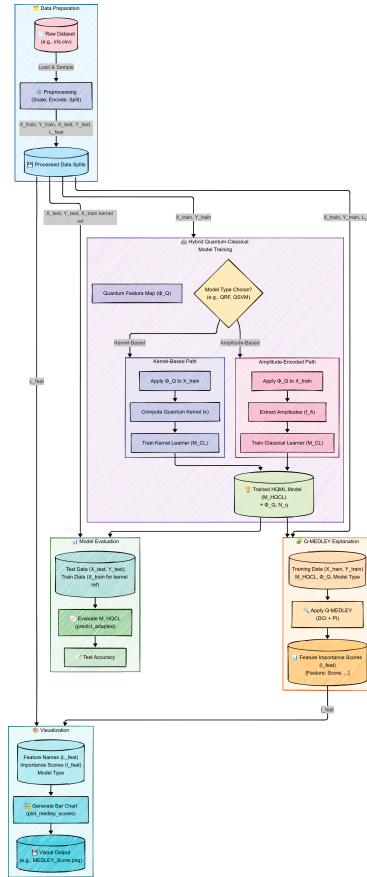 Data Preparation
Raw Dataset
(e.g., iris.csv)
Load & Sample
Preprocessing
(Scale, Encode, Split)
X_train, Y_train, X_test, Y_test,
L_feat
Processed Data Splits
X_test, Y_test, X_train kernel
ref
X_train, Y_train
X_train, Y_train, L_
Hybrid Quantum-Classical
Model Training
Quantum Feature Map (Φ_Q)
Model Type Choice?
(e.g., QRF, QSVM)
Kernel-Based
Amplitude-Based
L_feat
Kernel-Based Path
Apply Φ_Q to X_train
Compute Quantum Kernel (κ)
Train Kernel Learner (M_CL)
Amplitude-Encoded Path
Apply Φ_Q to X_train
Extract Amplitudes (f_A)
Train Classical Learner (M_CL)
Trained HQML Model
(M_HQCL)
+ Φ_Q, N_q
Model Evaluation
Test Data (X_test, Y_test)
Train Data (X_train for kernel
ref)
Evaluate M_HQCL
(predict_adapted)
Test Accuracy
Q-MEDLEY Explanation
Training Data (X_train, Y_train)
M_HQCL, Φ_Q, Model Type
Apply Q-MEDLEY
(DCI + PI)
Feature Importance Scores
(I_feat)
[Feature: Score, ...]
I_feat
Visualization
Feature Names (L_feat)
Importance Scores (I_feat)
Model Type
Generate Bar Chart
(plot_medley_scores)
Visual Output
(e.g., MEDLEY_Score.png)